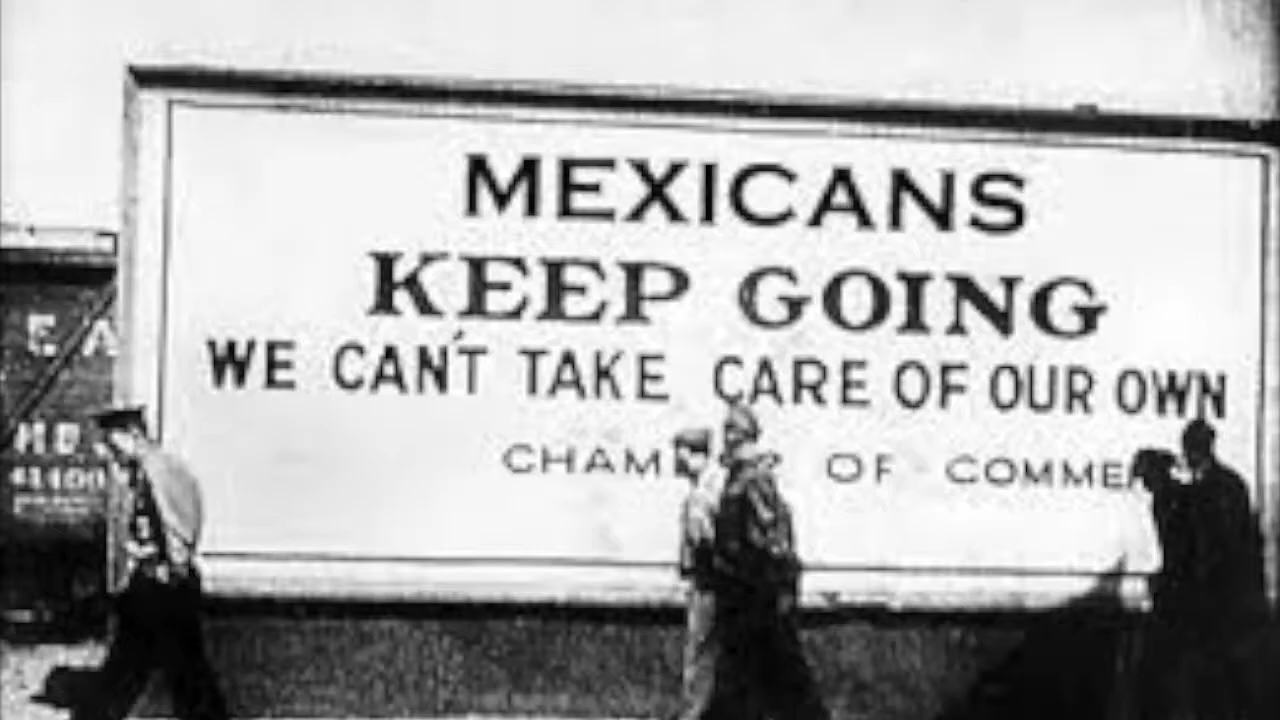 MEXICANS
KEEP GOING
WE CAN'T TAKE CARE OF OUR OWN
OF
E A